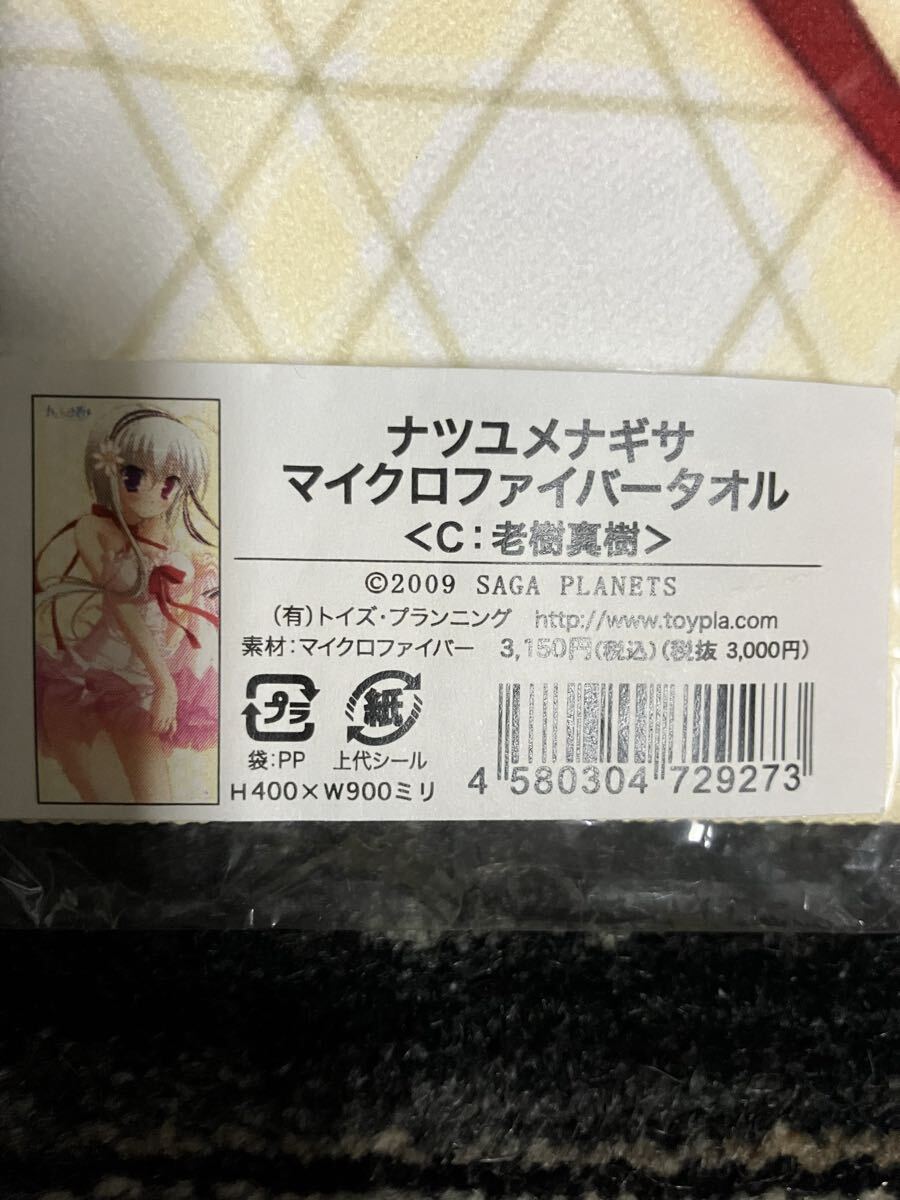 ナツユメナギサ
マイクロファイバータオル
<C:老樹真樹>
©2009 SAGA PLANETS
(有)トイズ・プランニング http://www.toypla.com
素材:マイクロファイバー 3,150円(税込)(税抜 3,000円)
プラ 紙
袋:PP 上代シール
H400×W900ミリ
4 580304 729273